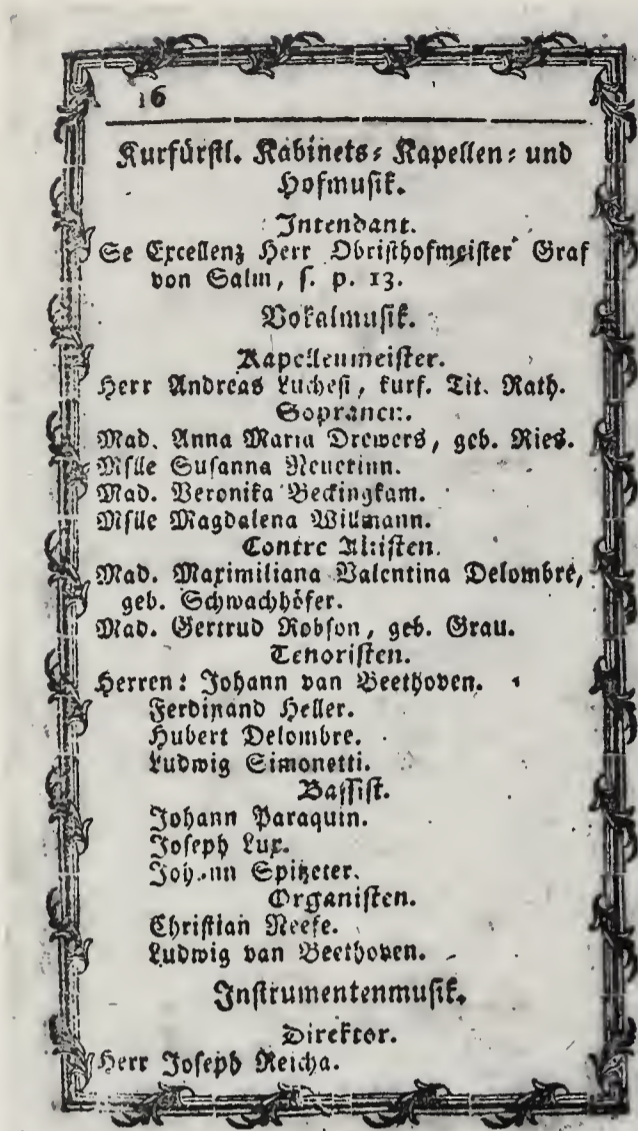 16
Kurfürstl. Kabinets- Kapellen- und
Hofmusik.
Intendant.
Se Excellenz Herr Obristhofmeister Graf
von Salm, s. p. 13.
Vokalmusik.
Kapellenmeister.
Herr Andreas Luchesi, kurf. Tit. Rath.
Sopranen.
Mad. Anna Maria Drewers, geb. Ries.
Mslle Susanna Neuerinn.
Mad. Veronika Beckingkam.
Mslle Magdalena Willmann.
Contre Altisten.
Mad. Maximiliana Valentina Delombre,
geb. Schwachhöfer.
Mad. Gertrud Robson, geb. Grau.
Tenoristen.
Herren: Johann van Beethoven.
Ferdinand Heller.
Hubert Delombre.
Ludwig Simonetti.
Bassist.
Johann Paraquin.
Joseph Lux.
Johann Spitzeter.
Organisten.
Christian Neefe.
Ludwig van Beethoven.
Instrumentenmusik.
Direktor.
Herr Joseph Reicha.